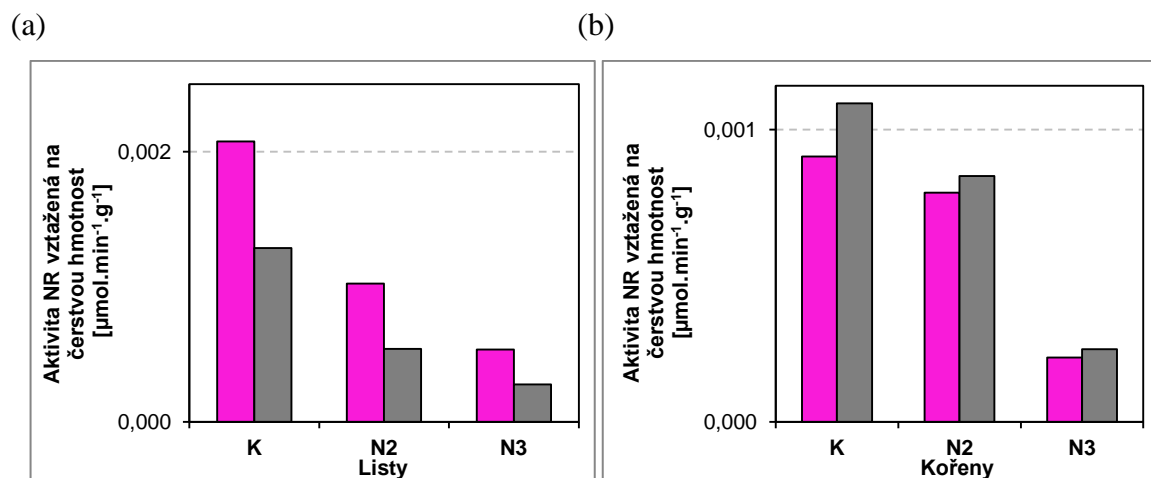 (a)
(b)
Aktivita NR vztažená na
čerstvou hmotnost
[µmol.min⁻¹.g⁻¹]
0,002
0,000
K N2 N3
Listy
Aktivita NR vztažená na
čerstvou hmotnost
[µmol.min⁻¹.g⁻¹]
0,001
0,000
K N2 N3
Kořeny